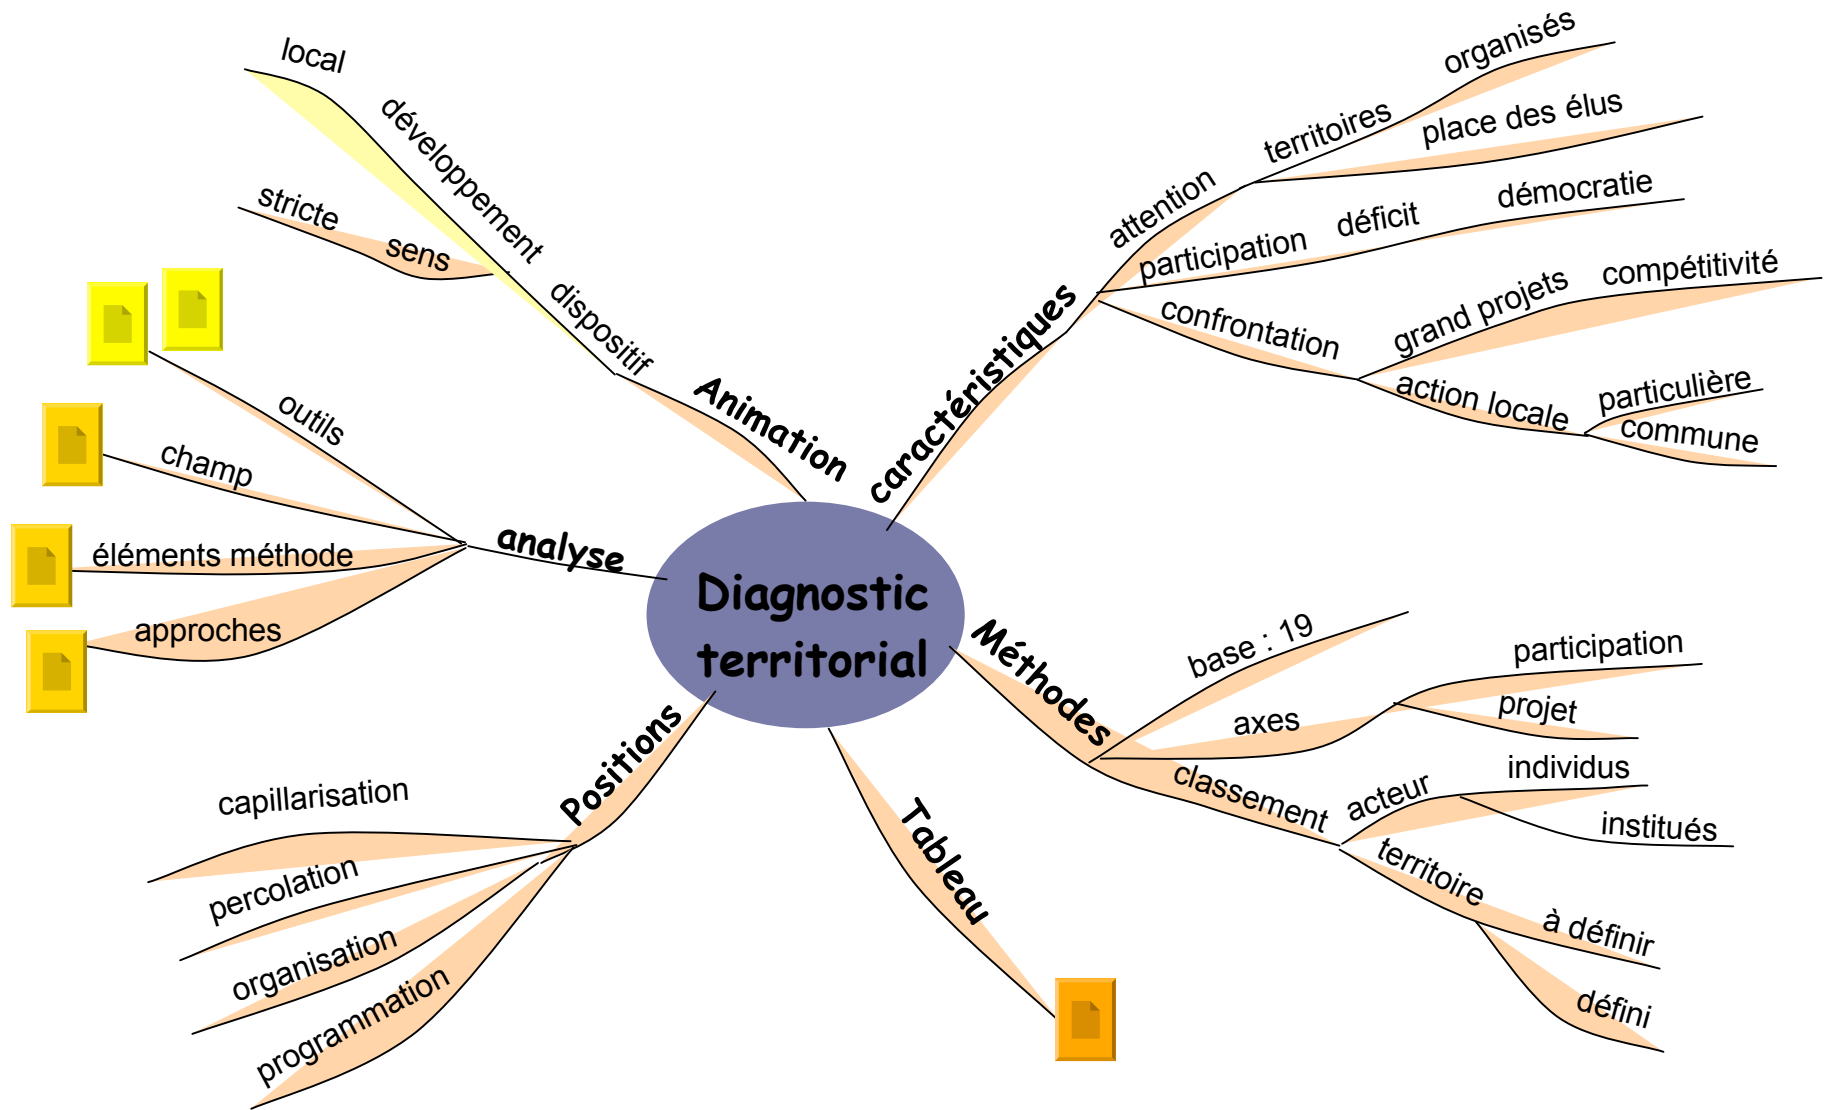 Diagnostic
territorial
Animation
dispositif
développement
local
sens
stricte
caractéristiques
attention
territoires
organisés
place des élus
participation
déficit
démocratie
confrontation
grand projets
compétitivité
action locale
particulière
commune
Méthodes
base : 19
axes
participation
projet
classement
acteur
individus
institués
territoire
à définir
défini
Tableau
Positions
capillarisation
percolation
organisation
programmation
analyse
outils
champ
éléments méthode
approches